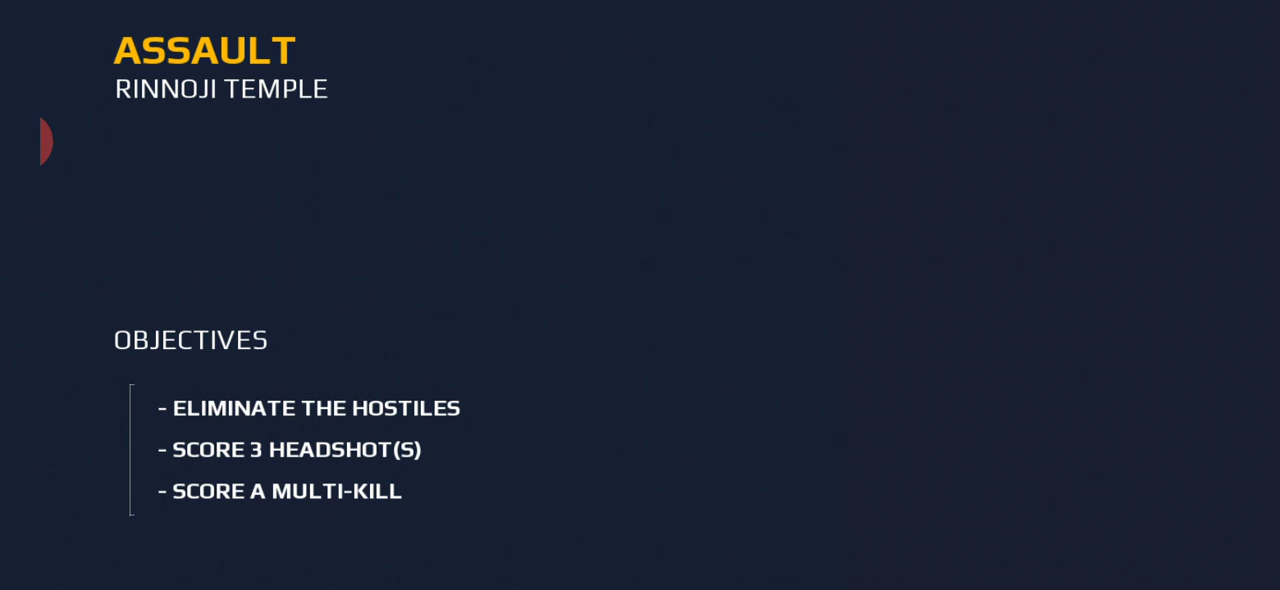 ASSAULT
RINNOJI TEMPLE
OBJECTIVES
- ELIMINATE THE HOSTILES
- SCORE 3 HEADSHOT(S)
- SCORE A MULTI-KILL